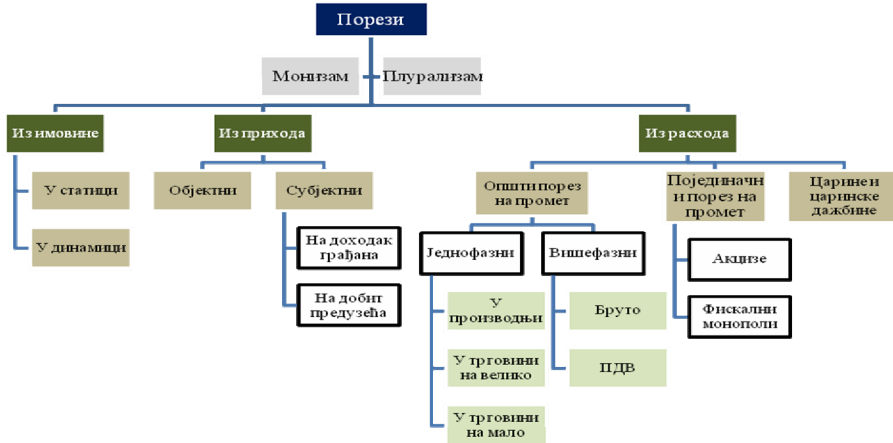 Порези
Монизам
Плурализам
Из имовине
Из прихода
Из расхода
У статици
У динамици
Објектни
Субјектни
На доходак
грађана
На добит
предузећа
Општи порез
на промет
Једнофазни
Вишефазни
У
производњи
У трговини
на велико
У трговини
на мало
Бруто
ПДВ
Појединачн
и порез на
промет
Акцизе
Фискални
монополи
Царине и
царинске
дажбине